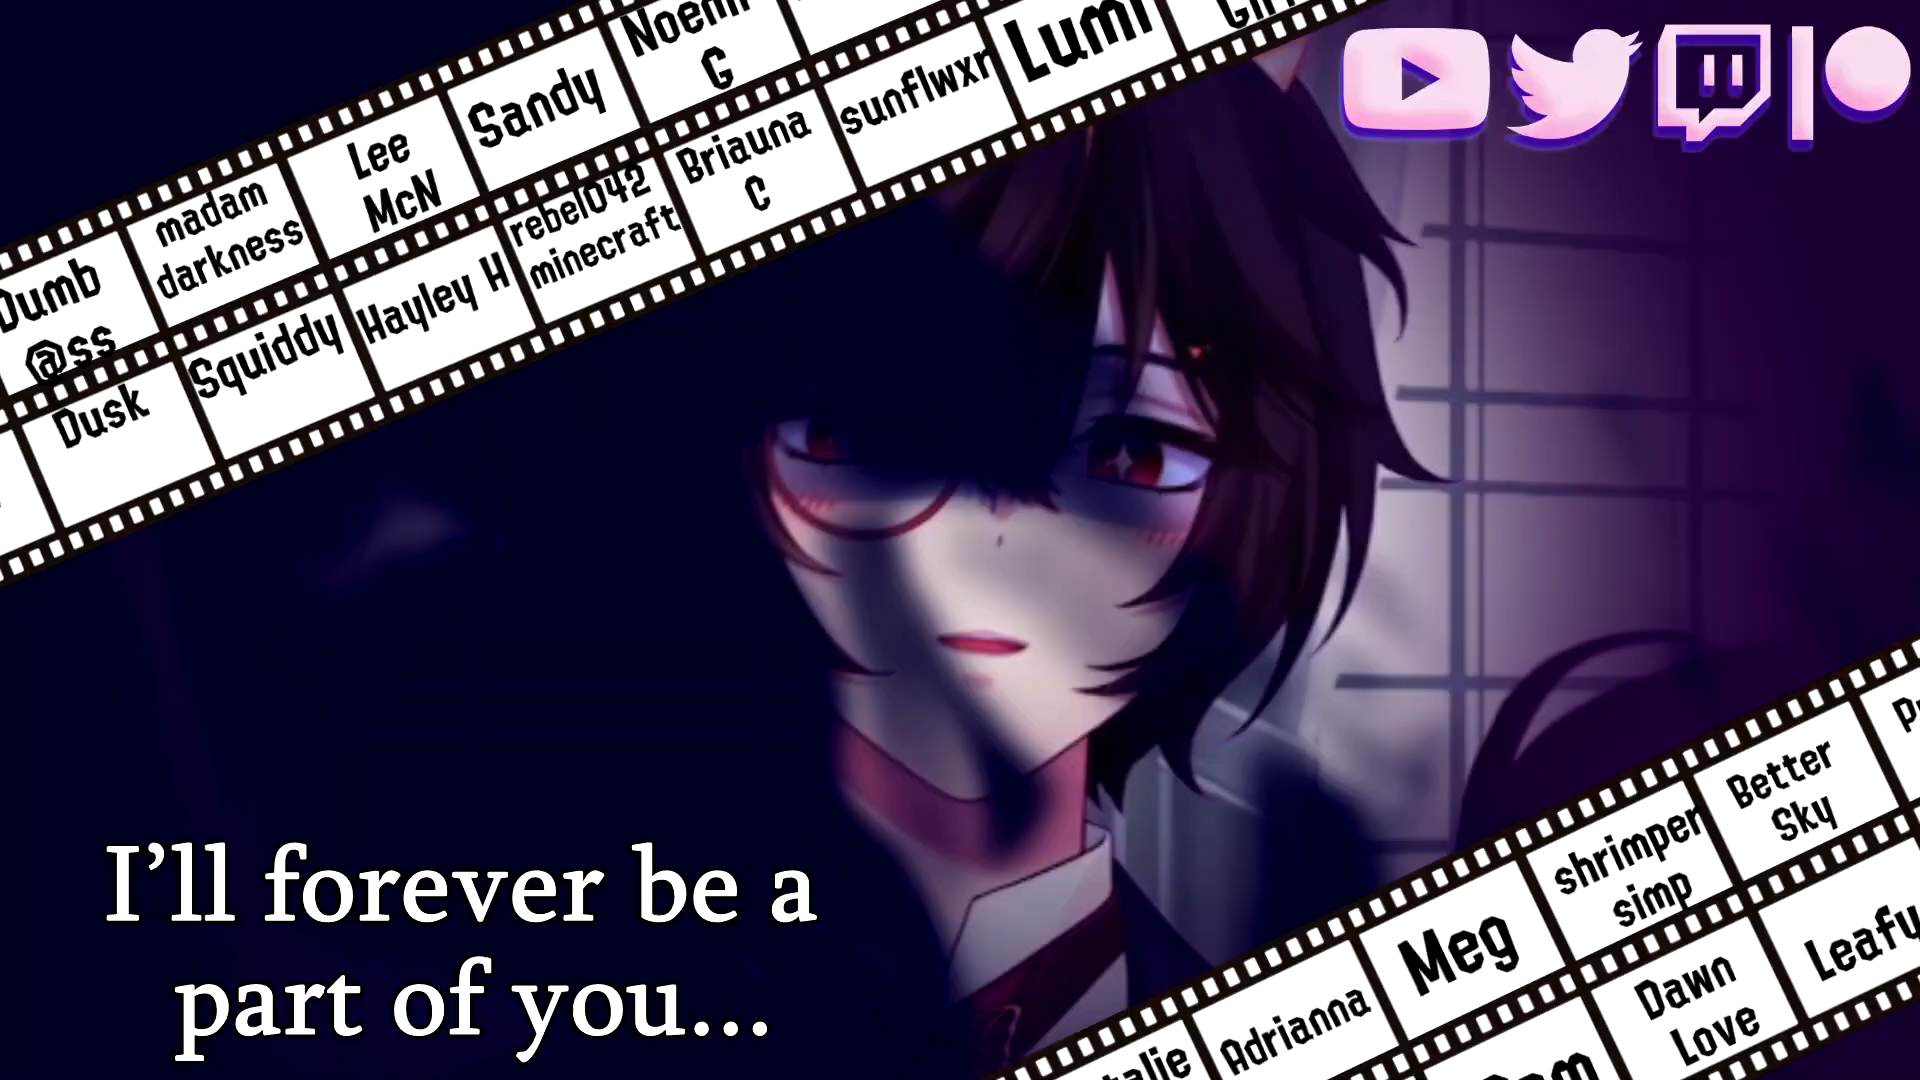 Noemi
G
Lumi
Sandy
sunflwxr
Lee
McN
Briauna
C
madam
darkness
rebel042
minecraft
Dumb
@ss
Hayley H
Squiddy
Dusk
I'll forever be a
part of you...
Better
Sky
shrimper
simp
Meg
Leafy
Adrianna
Dawn
Love